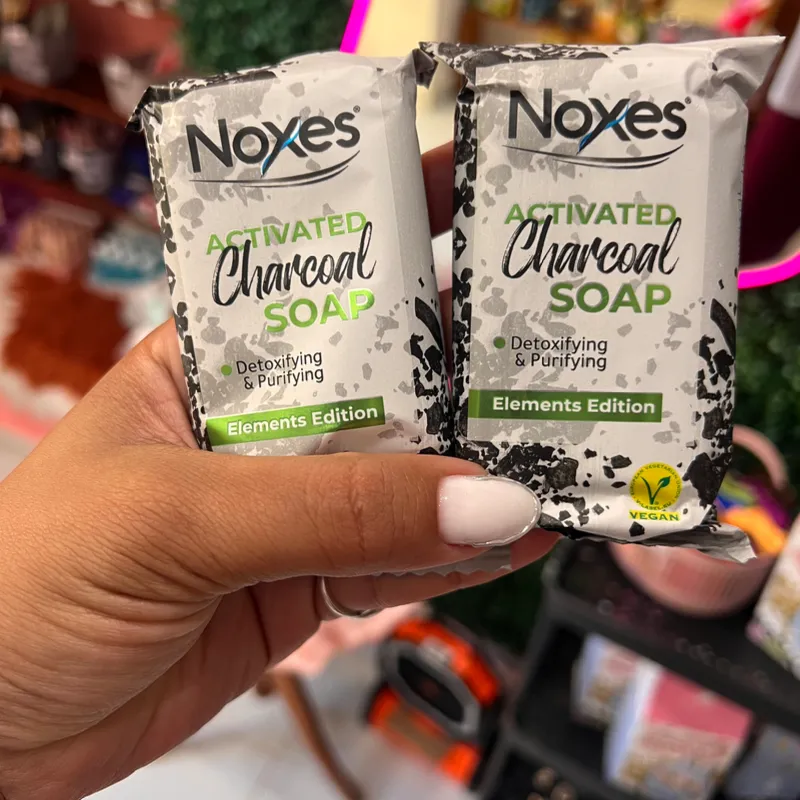 Noxes®
ACTIVATED
Charcoal
SOAP
Detoxifying
& Purifying
Elements Edition
Noxes®
ACTIVATED
Charcoal
SOAP
Detoxifying
& Purifying
Elements Edition
VEGAN